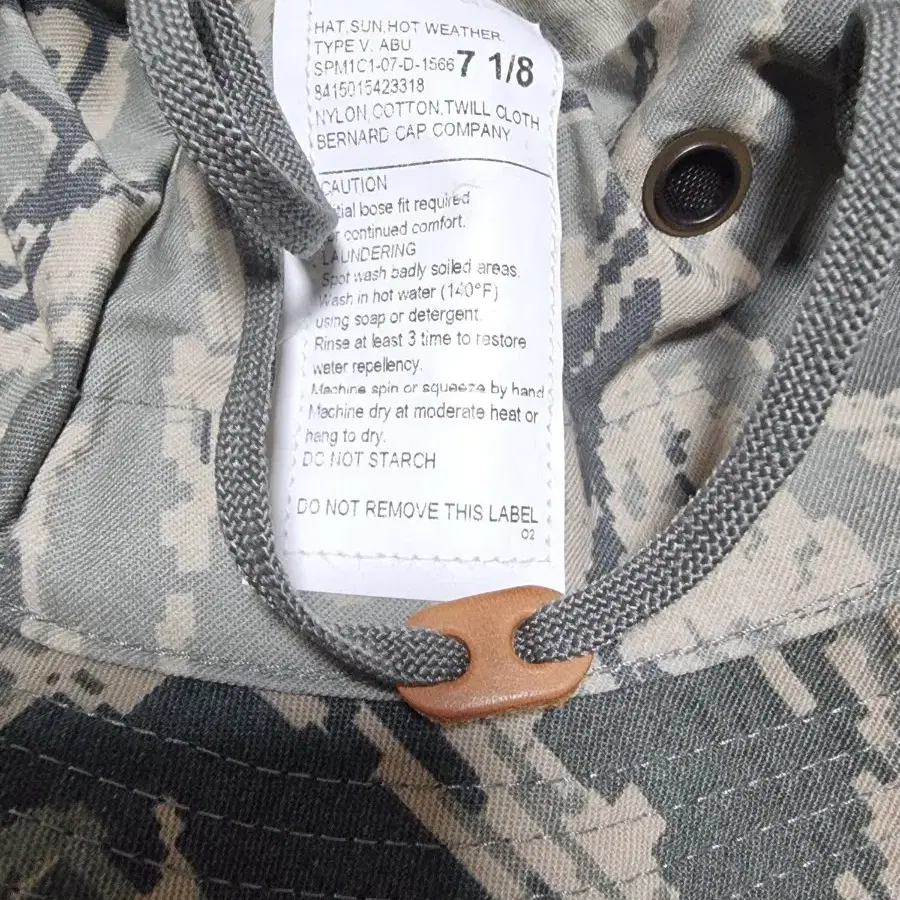 HAT,SUN,HOT WEATHER.
TYPE V. ABU
SPM1C1-07-D-1566 7 1/8
8415015423318
NYLON,COTTON,TWILL CLOTH
BERNARD CAP COMPANY
CAUTION
bose fit required
continued comfort.
LAUNDERING
Spot wash badly soiled areas.
Wash in hot water (140°F)
using soap or detergent.
Rinse at least 3 time to restore
water repellency.
Machine spin or squeeze by hand
Machine dry at moderate heat or
hang to dry.
DO NOT STARCH
DO NOT REMOVE THIS LABEL
02